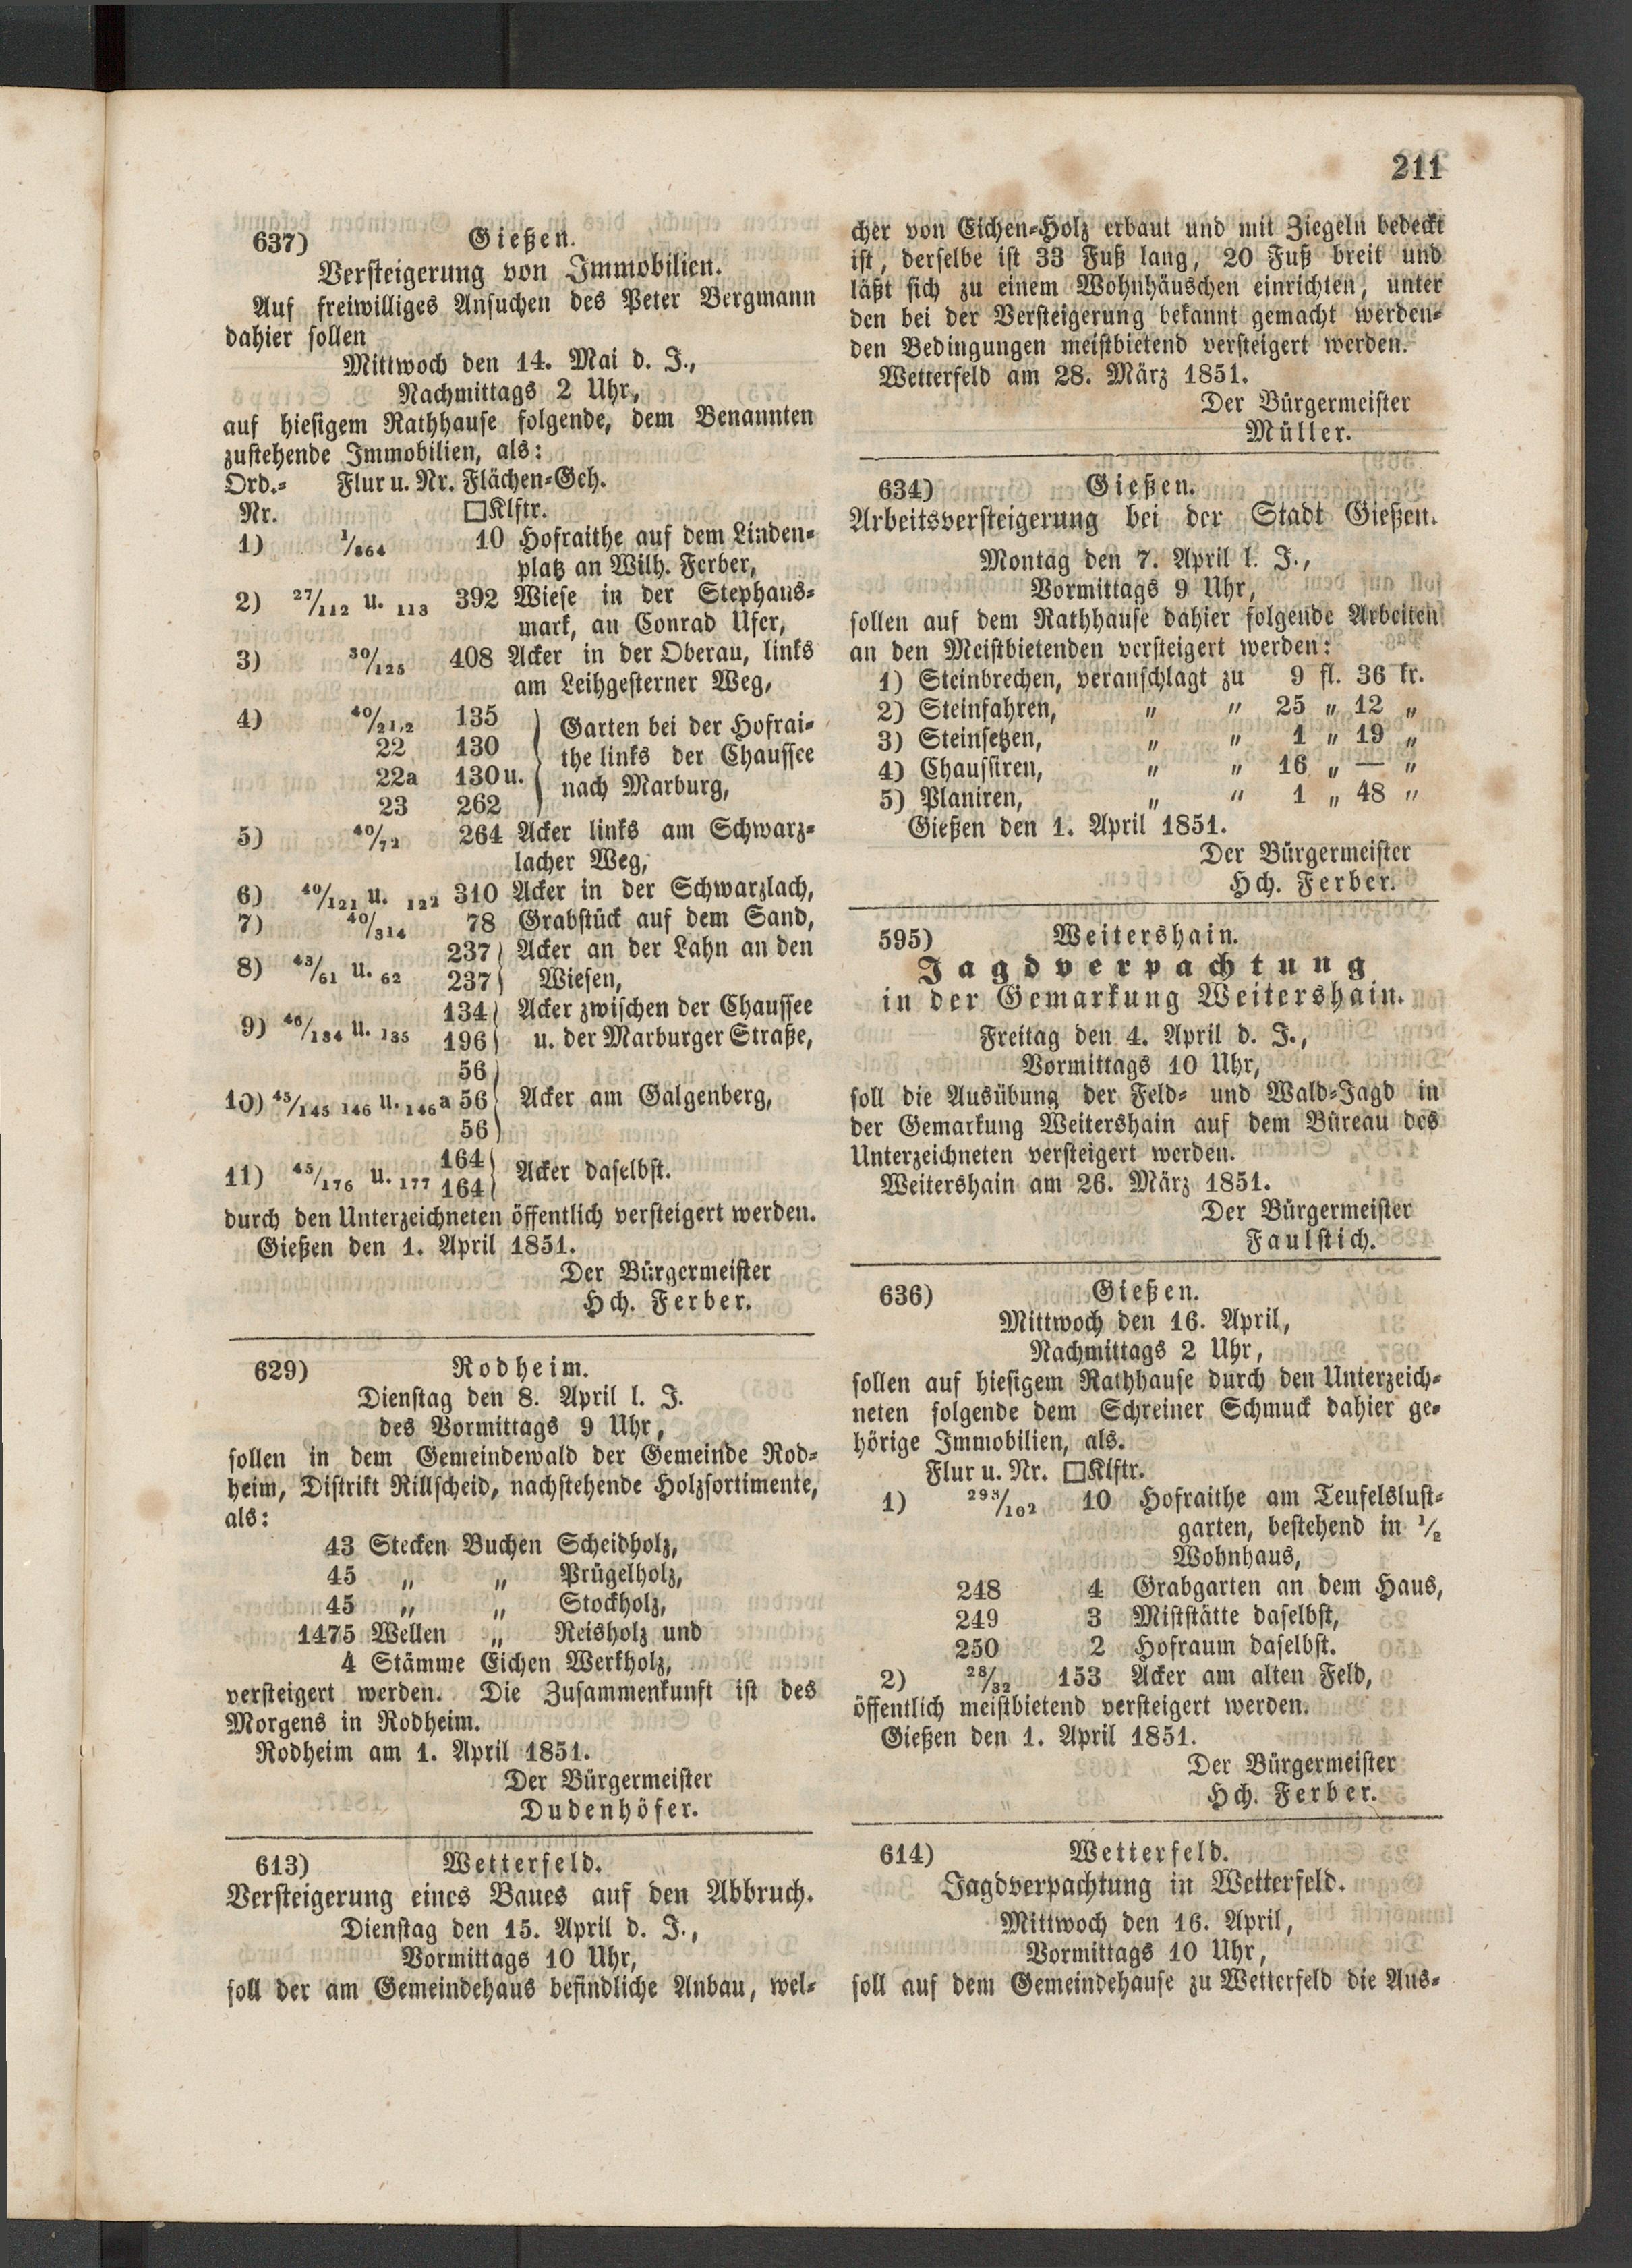 211
637) Gießen.
Versteigerung von Immobilien.
Auf freiwilliges Ansuchen des Peter Bergmann
dahier sollen
Mittwoch den 14. Mai d. J.,
Nachmittags 2 Uhr,
auf hiesigem Rathhause folgende, dem Benannten
zustehende Immobilien, als:
Ord.- Flur u. Nr. Flächen-Geh.
Nr. □Klftr.
1) 1/864 10 Hofraithe auf dem Linden-
platz an Wilh. Ferber,
2) 27/112 u. 113 392 Wiese in der Stephans-
mark, an Conrad Ufer,
3) 30/125 408 Acker in der Oberau, links
am Leihgesterner Weg,
4) 40/21,2 135 Garten bei der Hofrai-
22 130 the links der Chaussee
22a 130 u. nach Marburg,
23 262
5) 40/72 264 Acker links am Schwarz-
lacher Weg,
6) 40/121 u. 122 310 Acker in der Schwarzlach,
7) 40/314 78 Grabstück auf dem Sand,
8) 43/61 u. 62 237 Acker an der Lahn an den
237 Wiesen,
9) 46/134 u. 135 134 Acker zwischen der Chaussee
196 u. der Marburger Straße,
56
10) 45/145 146 u. 146a 56 Acker am Galgenberg,
56
11) 45/176 u. 177 164 Acker daselbst.
164
durch den Unterzeichneten öffentlich versteigert werden.
Gießen den 1. April 1851.
Der Bürgermeister
Hch. Ferber.
629) Rodheim.
Dienstag den 8. April l. J.
des Vormittags 9 Uhr,
sollen in dem Gemeindewald der Gemeinde Rod-
heim, Distrikt Rillscheid, nachstehende Holzsortimente,
als:
43 Stecken Buchen Scheidholz,
45 „ „ Prügelholz,
45 „ „ Stockholz,
1475 Wellen „ Reisholz und
4 Stämme Eichen Werkholz,
versteigert werden. Die Zusammenkunft ist des
Morgens in Rodheim.
Rodheim am 1. April 1851.
Der Bürgermeister
Dudenhöfer.
613) Wetterfeld.
Versteigerung eines Baues auf den Abbruch.
Dienstag den 15. April d. J.,
Vormittags 10 Uhr,
soll der am Gemeindehaus befindliche Anbau, wel-
cher von Eichen-Holz erbaut und mit Ziegeln bedeckt
ist, derselbe ist 33 Fuß lang, 20 Fuß breit und
läßt sich zu einem Wohnhäuschen einrichten, unter
den bei der Versteigerung bekannt gemacht werden-
den Bedingungen meistbietend versteigert werden.
Wetterfeld am 28. März 1851.
Der Bürgermeister
Müller.
634) Gießen.
Arbeitsversteigerung bei der Stadt Gießen.
Montag den 7. April l. J.,
Vormittags 9 Uhr,
sollen auf dem Rathhause dahier folgende Arbeiten
an den Meistbietenden versteigert werden:
1) Steinbrechen, veranschlagt zu 9 fl. 36 kr.
2) Steinfahren, „ „ 25 „ 12 „
3) Steinsetzen, „ „ 1 „ 19 „
4) Chaussiren, „ „ 16 „ — „
5) Planiren, „ „ 1 „ 48 „
Gießen den 1. April 1851.
Der Bürgermeister
Hch. Ferber.
595) Weitershain.
Jagdverpachtung
in der Gemarkung Weitershain.
Freitag den 4. April d. J.,
Vormittags 10 Uhr,
soll die Ausübung der Feld- und Wald-Jagd in
der Gemarkung Weitershain auf dem Büreau des
Unterzeichneten versteigert werden.
Weitershain am 26. März 1851.
Der Bürgermeister
Faulstich.
636) Gießen.
Mittwoch den 16. April,
Nachmittags 2 Uhr,
sollen auf hiesigem Rathhause durch den Unterzeich-
neten folgende dem Schreiner Schmuck dahier ge-
hörige Immobilien, als.
Flur u. Nr. □Klftr.
1) 293/102 10 Hofraithe am Teufelslust-
garten, bestehend in 1/2
Wohnhaus,
248 4 Grabgarten an dem Haus,
249 3 Miststätte daselbst,
250 2 Hofraum daselbst.
2) 28/32 153 Acker am alten Feld,
öffentlich meistbietend versteigert werden.
Gießen den 1. April 1851.
Der Bürgermeister
Hch. Ferber.
614) Wetterfeld.
Jagdverpachtung in Wetterfeld.
Mittwoch den 16. April,
Vormittags 10 Uhr,
soll auf dem Gemeindehause zu Wetterfeld die Aus-